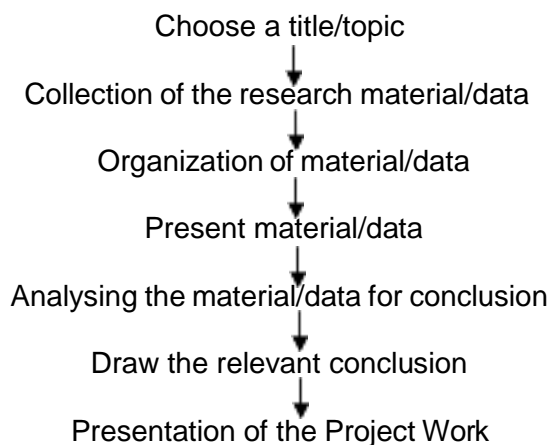 Choose a title/topic
Collection of the research material/data
Organization of material/data
Present material/data
Analysing the material/data for conclusion
Draw the relevant conclusion
Presentation of the Project Work